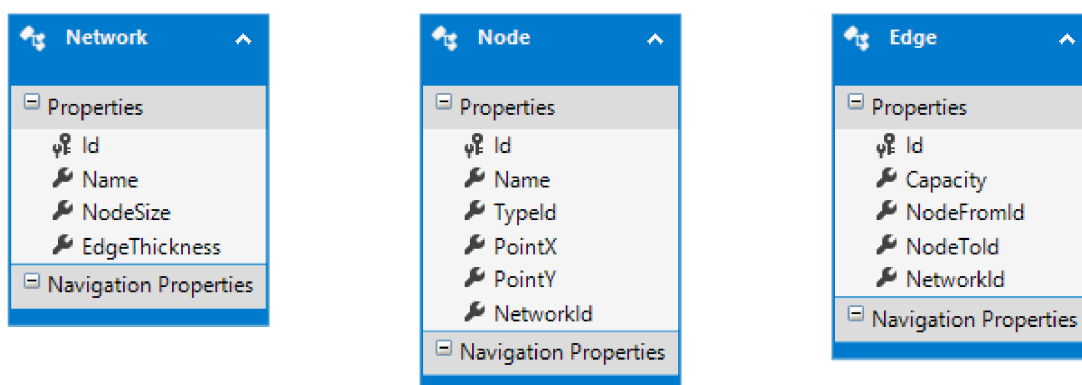 Network
Properties
Id
Name
NodeSize
EdgeThickness
Navigation Properties
Node
Properties
Id
Name
TypeId
PointX
PointY
NetworkId
Navigation Properties
Edge
Properties
Id
Capacity
NodeFromId
NodeToId
NetworkId
Navigation Properties